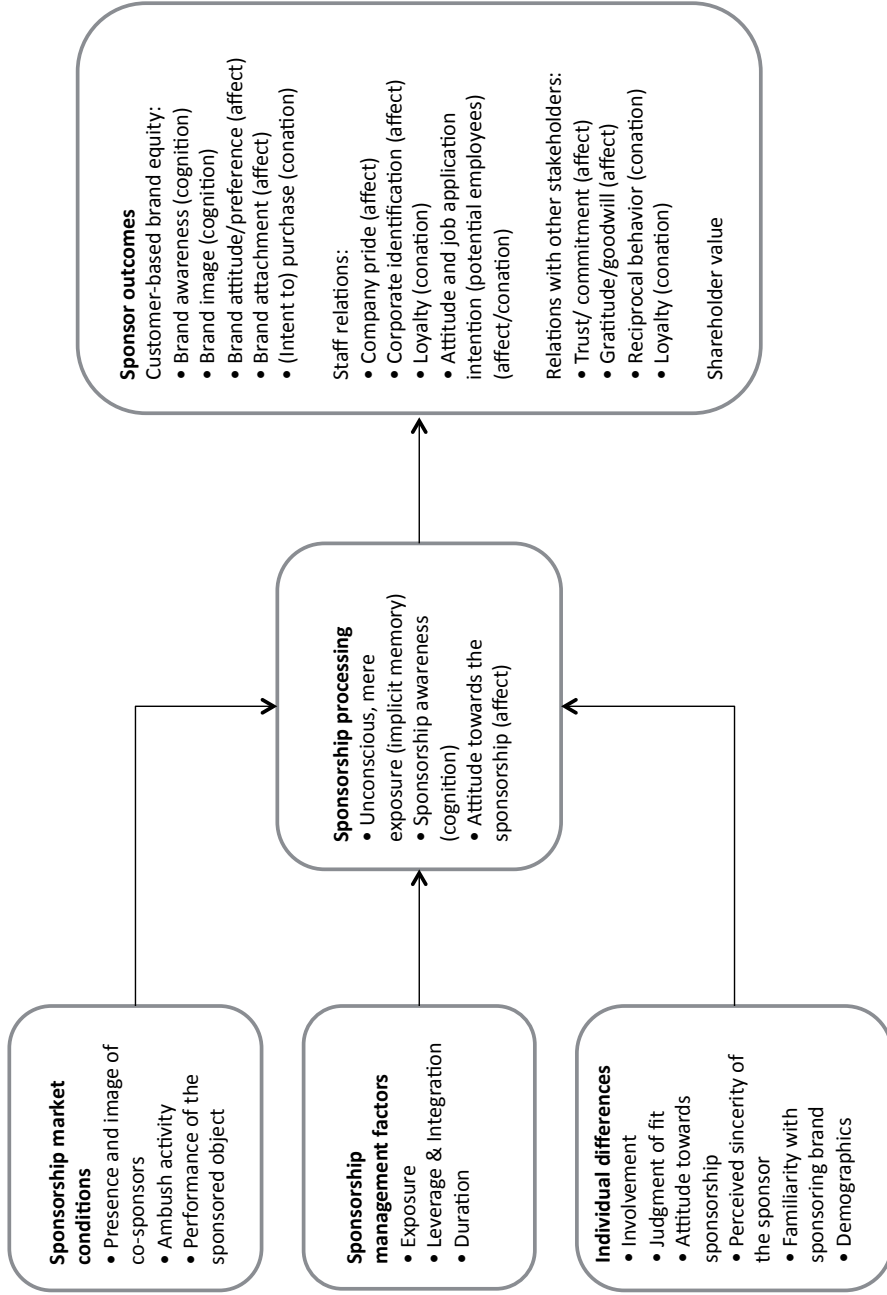 Sponsorship market
conditions
• Presence and image of
co-sponsors
• Ambush activity
• Performance of the
sponsored object
Sponsorship
management factors
• Exposure
• Leverage & Integration
• Duration
Individual differences
• Involvement
• Judgment of fit
• Attitude towards
sponsorship
• Perceived sincerity of
the sponsor
• Familiarity with
sponsoring brand
• Demographics
Sponsorship processing
• Unconscious, mere
exposure (implicit memory)
• Sponsorship awareness
(cognition)
• Attitude towards the
sponsorship (affect)
Sponsor outcomes
Customer-based brand equity:
• Brand awareness (cognition)
• Brand image (cognition)
• Brand attitude/preference (affect)
• Brand attachment (affect)
• (Intent to) purchase (conation)
Staff relations:
• Company pride (affect)
• Corporate identification (affect)
• Loyalty (conation)
• Attitude and job application
intention (potential employees)
(affect/conation)
Relations with other stakeholders:
• Trust/ commitment (affect)
• Gratitude/goodwill (affect)
• Reciprocal behavior (conation)
• Loyalty (conation)
Shareholder value